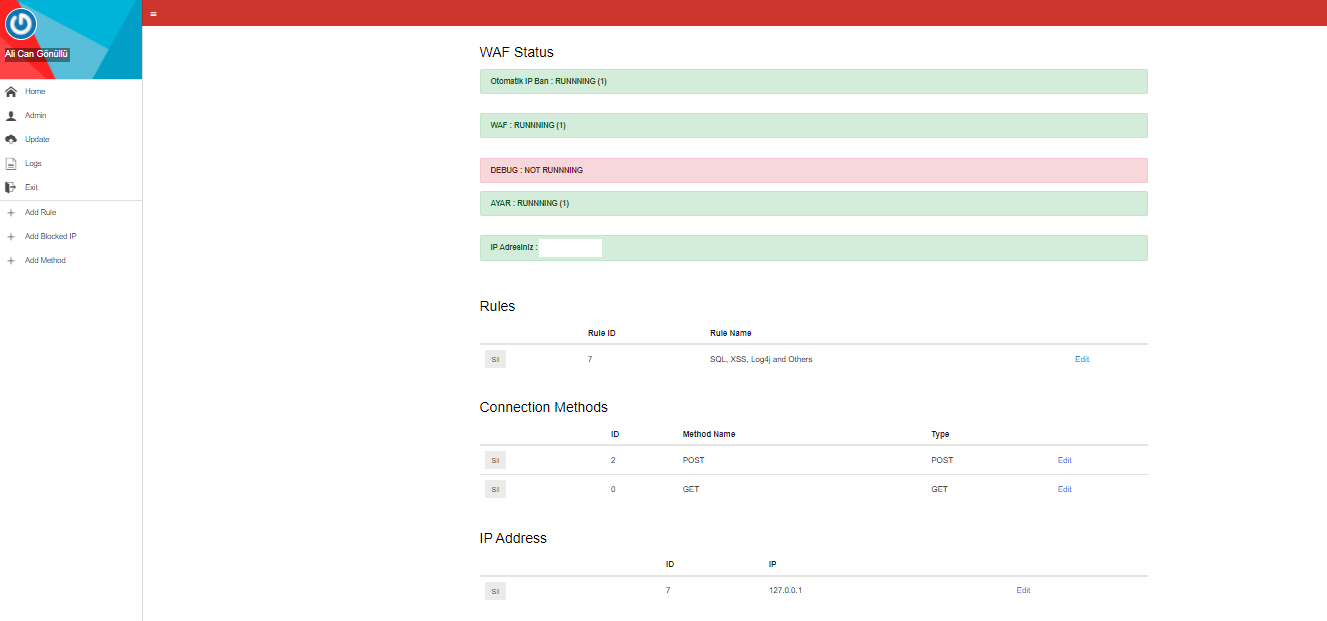 ≡
Ali Can Gönüllü
Home
Admin
Update
Logs
Exit
Add Rule
Add Blocked IP
Add Method
WAF Status
Otomatik IP Ban : RUNNNING (1)
WAF : RUNNNING (1)
DEBUG : NOT RUNNNING
AYAR : RUNNNING (1)
IP Adresiniz :
Rules
Rule ID Rule Name
Sil 7 SQL, XSS, Log4j and Others Edit
Connection Methods
ID Method Name Type
Sil 2 POST POST Edit
Sil 0 GET GET Edit
IP Address
ID IP
Sil 7 127.0.0.1 Edit